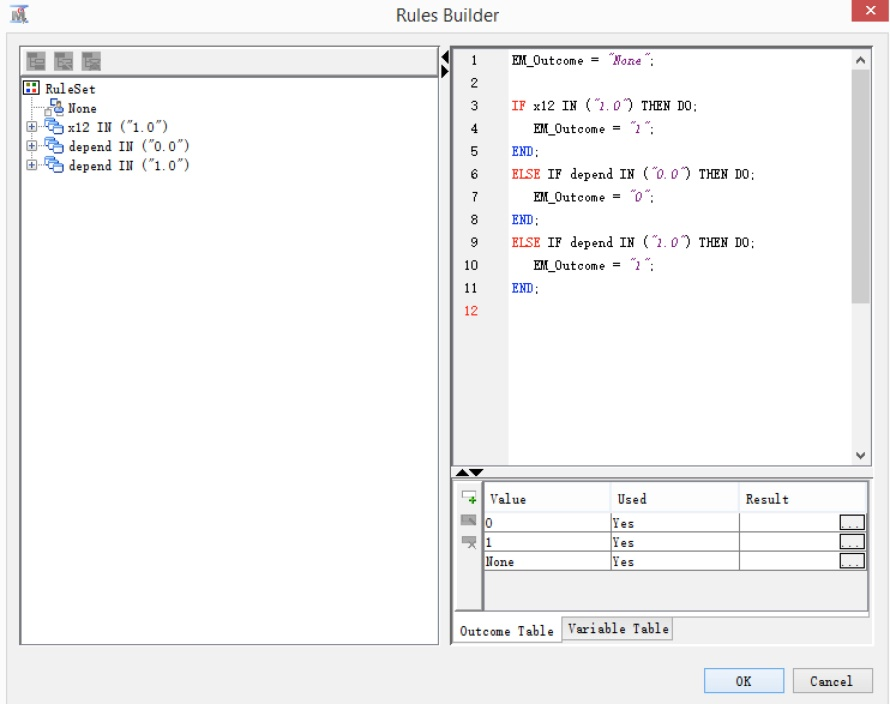 Rules Builder
RuleSet
None
x12 IN ("1.0")
depend IN ("0.0")
depend IN ("1.0")
1 EM_Outcome = "None";
2
3 IF x12 IN ("1.0") THEN DO;
4 EM_Outcome = "1";
5 END;
6 ELSE IF depend IN ("0.0") THEN DO;
7 EM_Outcome = "0";
8 END;
9 ELSE IF depend IN ("1.0") THEN DO;
10 EM_Outcome = "1";
11 END;
12
Value Used Result
0 Yes ...
1 Yes ...
None Yes ...
Outcome Table Variable Table
OK Cancel